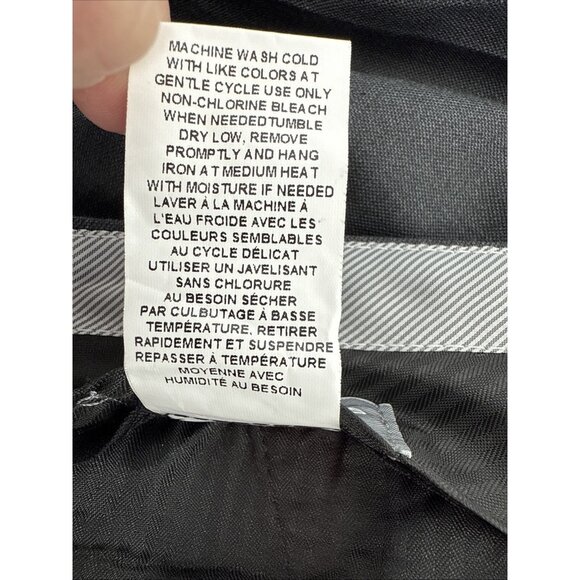 MACHINE WASH COLD
WITH LIKE COLORS AT
GENTLE CYCLE USE ONLY
NON-CHLORINE BLEACH
WHEN NEEDEDTUMBLE
DRY LOW, REMOVE
PROMPTLY AND HANG
IRON AT MEDIUM HEAT
WITH MOISTURE IF NEEDED
LAVER À LA MACHINE À
L'EAU FROIDE AVEC LES
COULEURS SEMBLABLES
AU CYCLE DÉLICAT
UTILISER UN JAVELISANT
SANS CHLORURE
AU BESOIN SÉCHER
PAR CULBUTAGE À BASSE
TEMPÉRATURE, RETIRER
RAPIDEMENT ET SUSPENDRE
REPASSER À TEMPÉRATURE
MOYENNE AVEC
HUMIDITÉ AU BESOIN